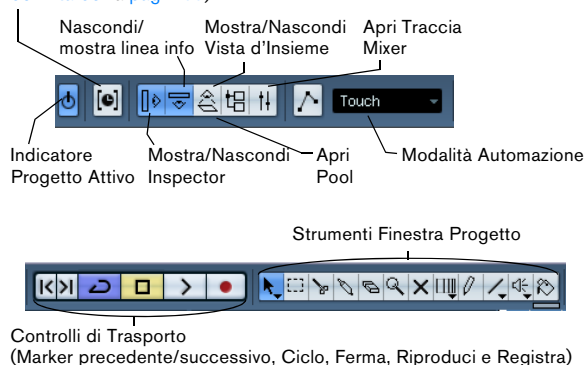 Nascondi/
mostra linea info
Mostra/Nascondi
Vista d'Insieme
Apri Traccia
Mixer
Touch
Indicatore
Progetto Attivo
Mostra/Nascondi
Inspector
Apri
Pool
Modalità Automazione
Strumenti Finestra Progetto
Controlli di Trasporto
(Marker precedente/successivo, Ciclo, Ferma, Riproduci e Registra)